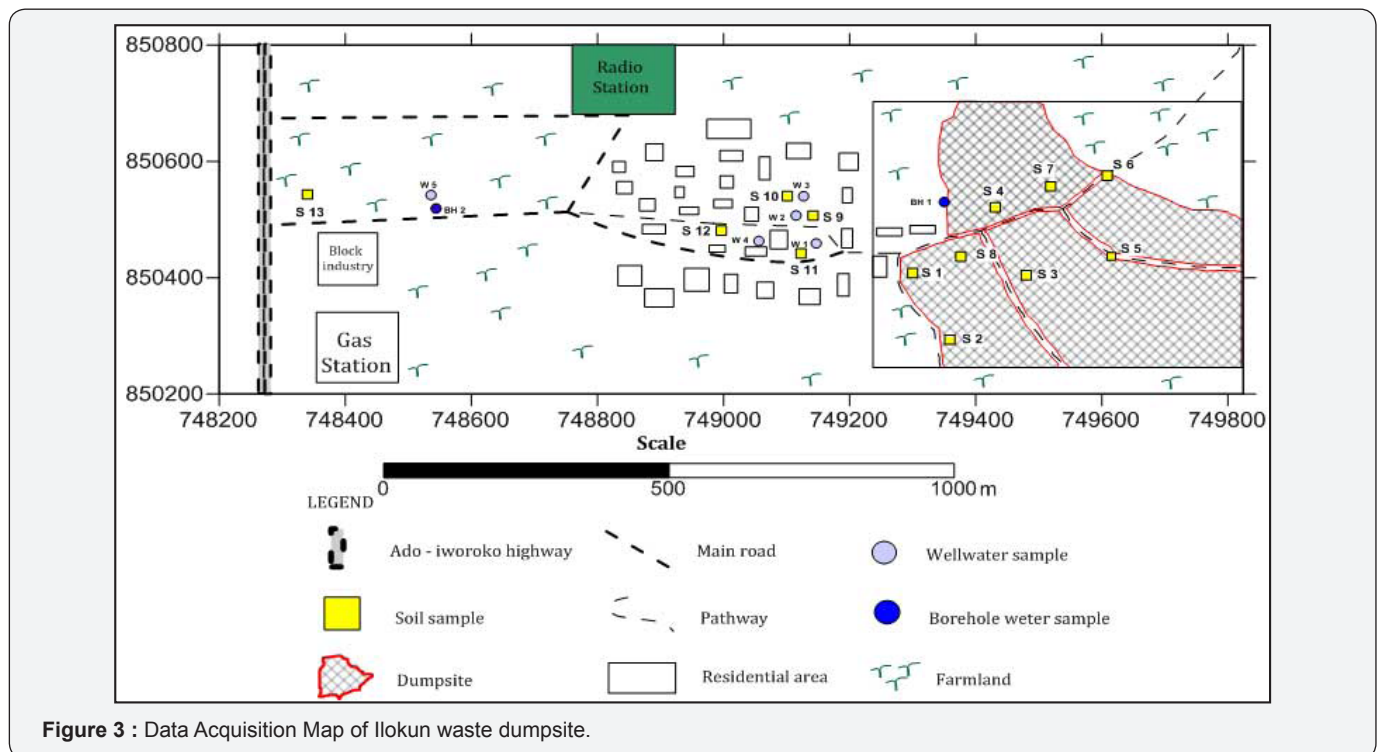 850800
Radio
Station
850600
S 7
S 6
W 5
BH 2
S 13
S 10
W 3
S 4
BH 1
W 2
S 9
S 12
W 4
W 1
S 11
Block
industry
S 8
S 5
850400
S 1
S 3
Gas
Station
S 2
850200
748200 748400 748600 748800 749000 749200 749400 749600 749800
Scale
0 500 1000 m
LEGEND
Ado - iworoko highway
Main road
Wellwater sample
Soil sample
Pathway
Borehole weter sample
Dumpsite
Residential area
Farmland
Figure 3 : Data Acquisition Map of Ilokun waste dumpsite.